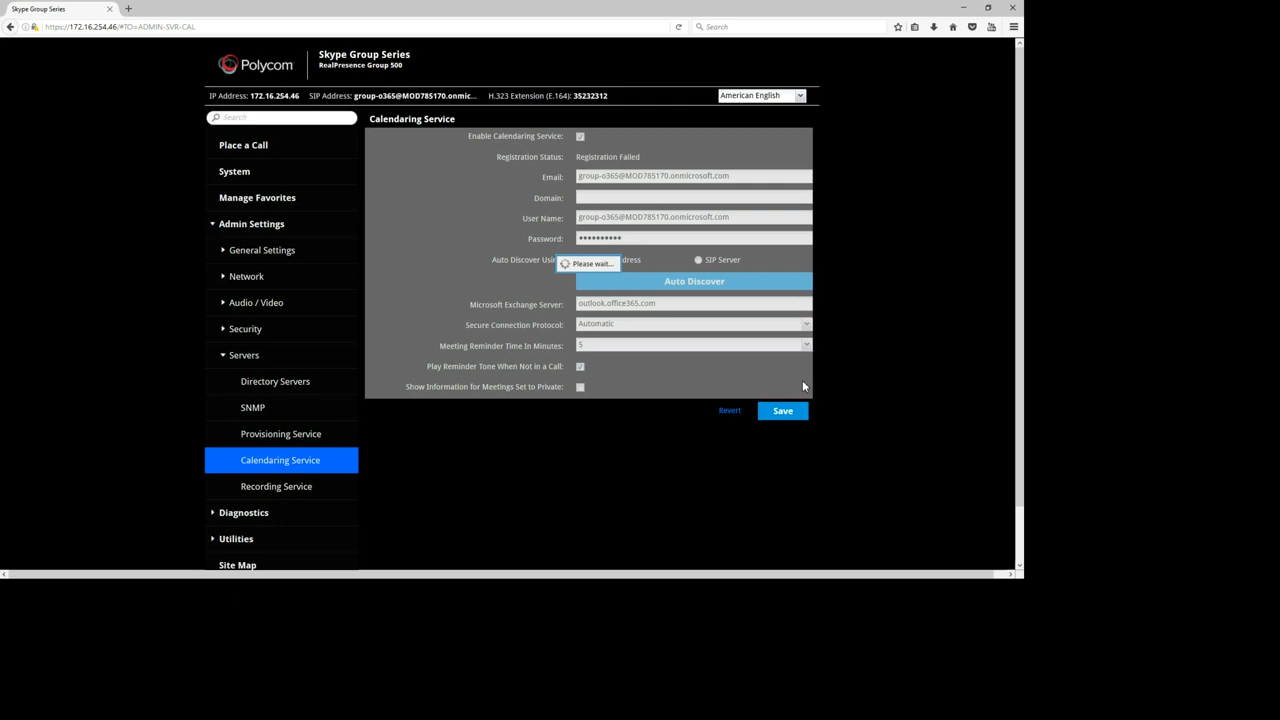 Skype Group Series
https://172.16.254.46/#TO=ADMIN-SVR-CAL
Search
Polycom
Skype Group Series
RealPresence Group 500
IP Address: 172.16.254.46 SIP Address: group-o365@MOD785170.onmic... H.323 Extension (E.164): 35232312
American English
Search
Place a Call
System
Manage Favorites
Admin Settings
General Settings
Network
Audio / Video
Security
Servers
Directory Servers
SNMP
Provisioning Service
Calendaring Service
Recording Service
Diagnostics
Utilities
Site Map
Calendaring Service
Enable Calendaring Service:
Registration Status: Registration Failed
Email: group-o365@MOD785170.onmicrosoft.com
Domain:
User Name: group-o365@MOD785170.onmicrosoft.com
Password: ••••••••••
Auto Discover SIP Server
Please wait...
Auto Discover
Microsoft Exchange Server: outlook.office365.com
Secure Connection Protocol: Automatic
Meeting Reminder Time In Minutes: 5
Play Reminder Tone When Not in a Call:
Show Information for Meetings Set to Private:
Revert Save